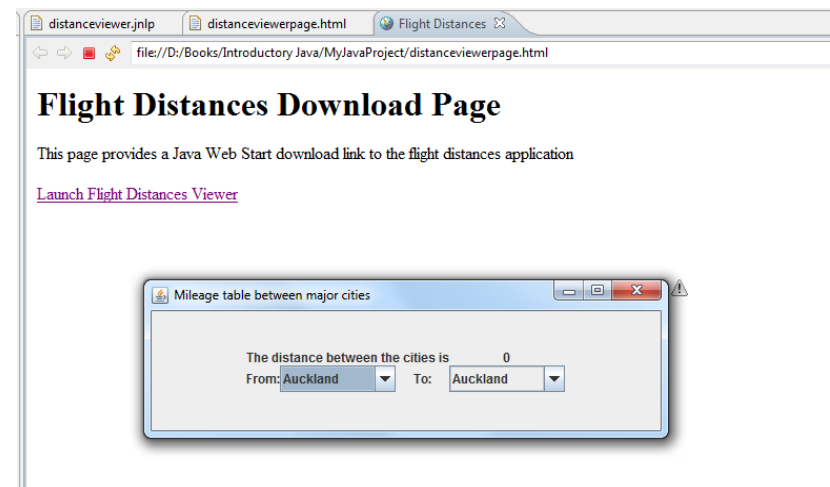 distanceviewer.jnlp distanceviewerpage.html Flight Distances
file://D:/Books/Introductory Java/MyJavaProject/distanceviewerpage.html
Flight Distances Download Page
This page provides a Java Web Start download link to the flight distances application
Launch Flight Distances Viewer
Mileage table between major cities
The distance between the cities is 0
From: Auckland To: Auckland